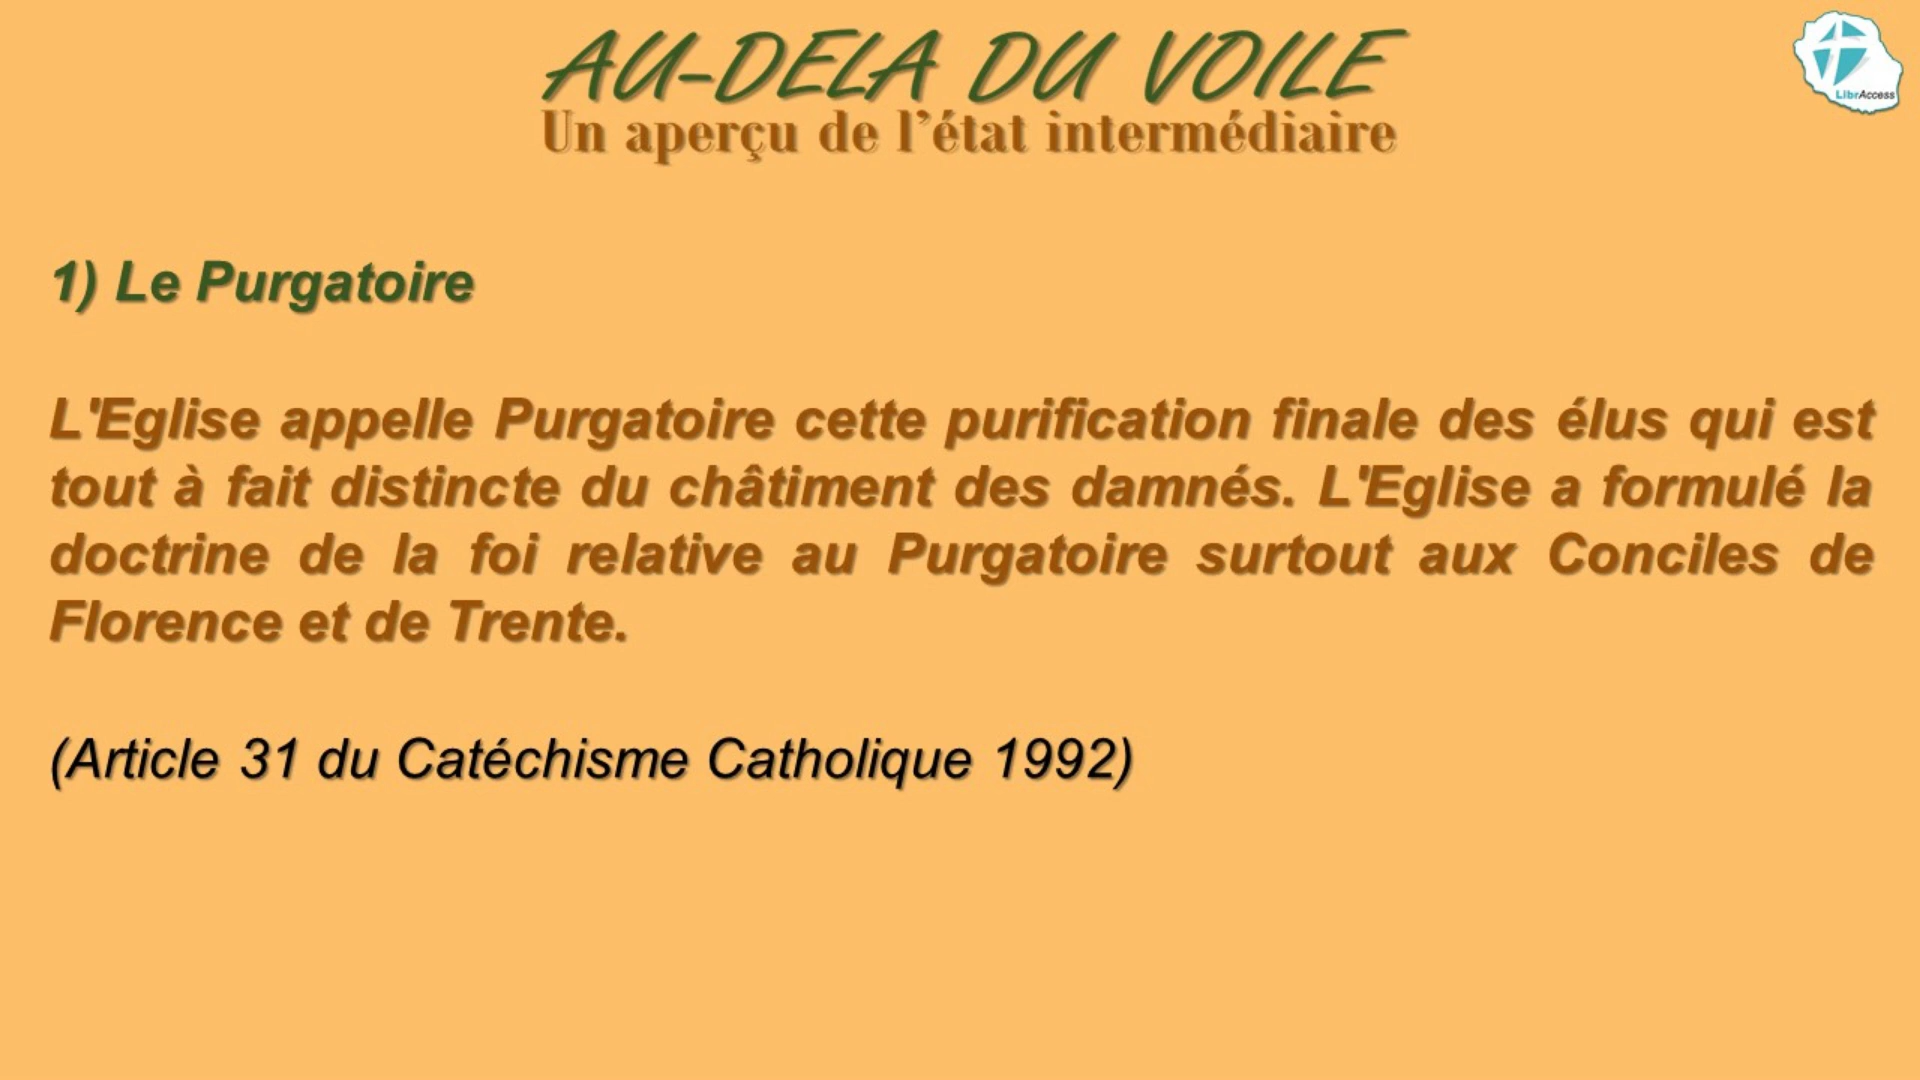 AU-DELA DU VOILE
LibrAccess
Un aperçu de l’état intermédiaire
1) Le Purgatoire
L'Eglise appelle Purgatoire cette purification finale des élus qui est
tout à fait distincte du châtiment des damnés. L'Eglise a formulé la
doctrine de la foi relative au Purgatoire surtout aux Conciles de
Florence et de Trente.
(Article 31 du Catéchisme Catholique 1992)